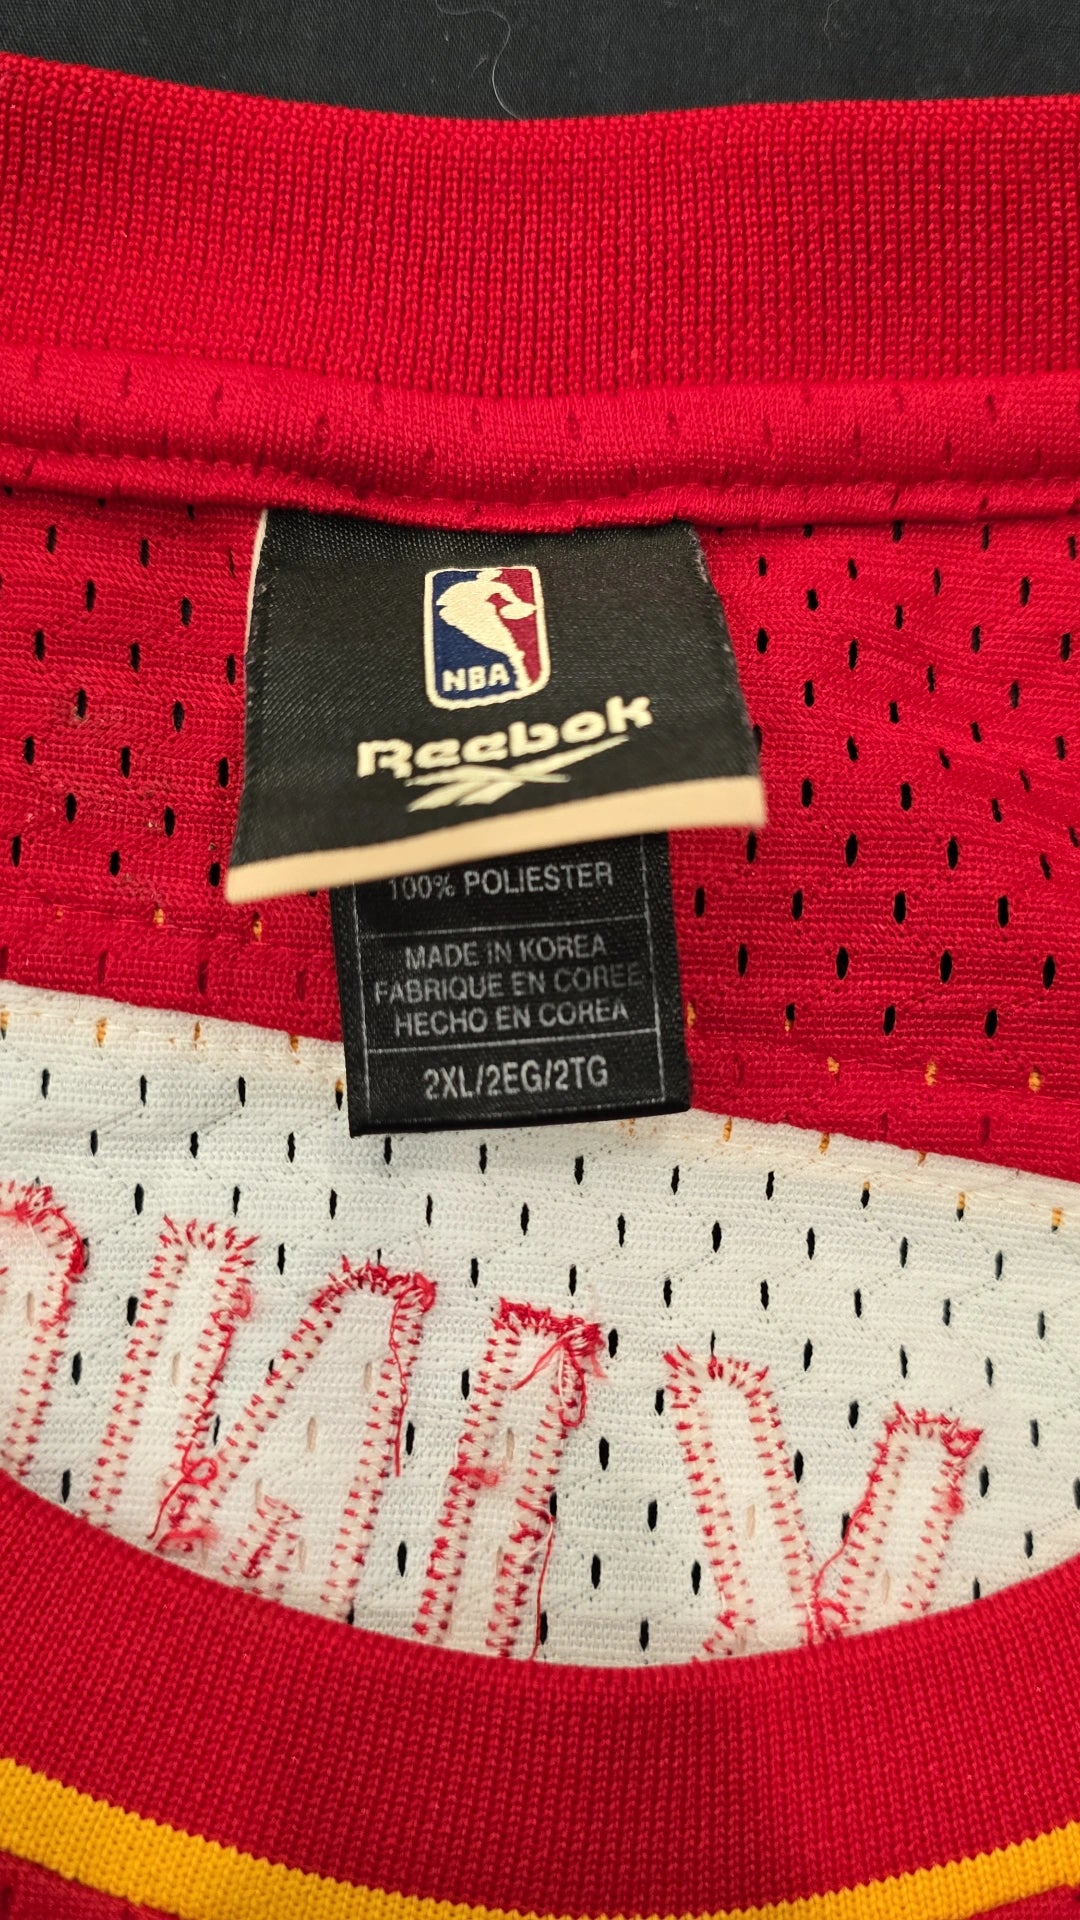 NBA
Reebok
100% POLIESTER
MADE IN KOREA
FABRIQUE EN COREE
HECHO EN COREA
2XL/2EG/2TG